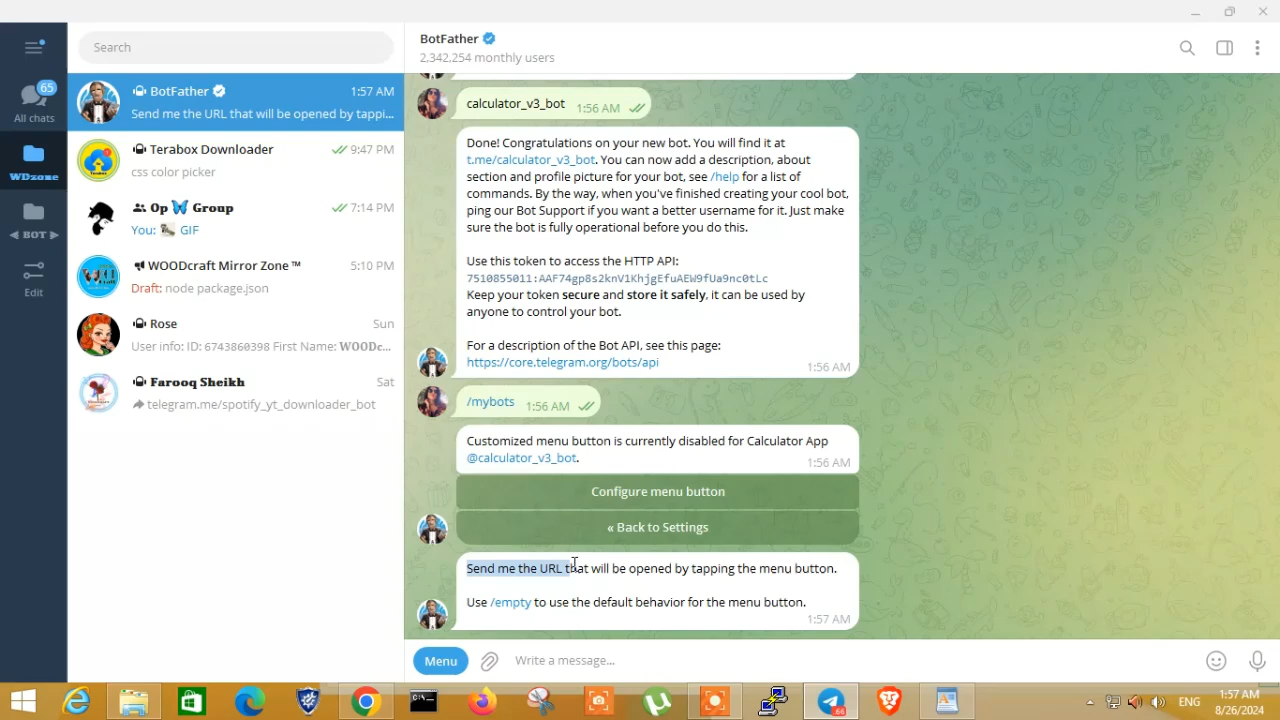 Search
BotFather
2,342,254 monthly users
65
All chats
WDzone
◀ BOT ▶
Edit
BotFather
1:57 AM
Send me the URL that will be opened by tappi...
Terabox Downloader
9:47 PM
css color picker
Op 🦋 Group
7:14 PM
You: GIF
WOODcraft Mirror Zone ™
5:10 PM
Draft: node package.json
Rose
Sun
User info: ID: 6743860398 First Name: WOODc...
Farooq Sheikh
Sat
telegram.me/spotify_yt_downloader_bot
calculator_v3_bot
1:56 AM
Done! Congratulations on your new bot. You will find it at
t.me/calculator_v3_bot. You can now add a description, about
section and profile picture for your bot, see /help for a list of
commands. By the way, when you've finished creating your cool bot,
ping our Bot Support if you want a better username for it. Just make
sure the bot is fully operational before you do this.
Use this token to access the HTTP API:
7510855011:AAF74gp8s2knV1KhjgEfuAEW9fUa9nc0tLc
Keep your token secure and store it safely, it can be used by
anyone to control your bot.
For a description of the Bot API, see this page:
https://core.telegram.org/bots/api
1:56 AM
/mybots
1:56 AM
Customized menu button is currently disabled for Calculator App
@calculator_v3_bot.
1:56 AM
Configure menu button
« Back to Settings
Send me the URL that will be opened by tapping the menu button.
Use /empty to use the default behavior for the menu button.
1:57 AM
Menu
Write a message...
ENG
1:57 AM
8/26/2024